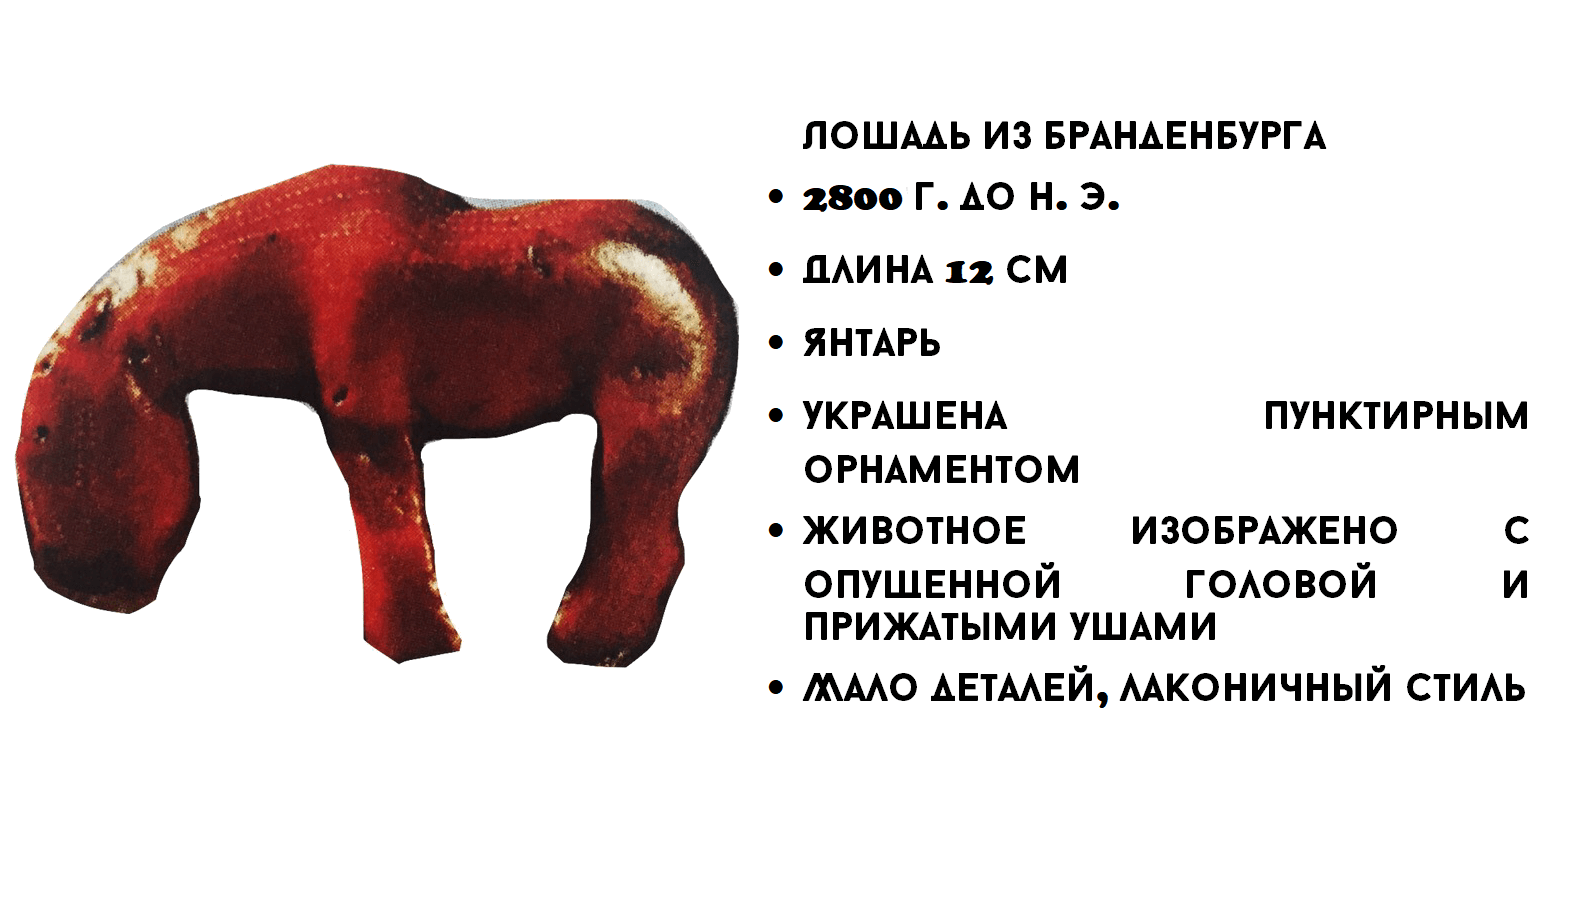 ЛОШАДЬ ИЗ БРАНДЕНБУРГА
• 2800 Г. ДО Н. Э.
• ДЛИНА 12 СМ
• ЯНТАРЬ
• УКРАШЕНА ПУНКТИРНЫМ
ОРНАМЕНТОМ
• ЖИВОТНОЕ ИЗОБРАЖЕНО С
ОПУЩЕННОЙ ГОЛОВОЙ И
ПРИЖАТЫМИ УШАМИ
• МАЛО ДЕТАЛЕЙ, ЛАКОНИЧНЫЙ СТИЛЬ